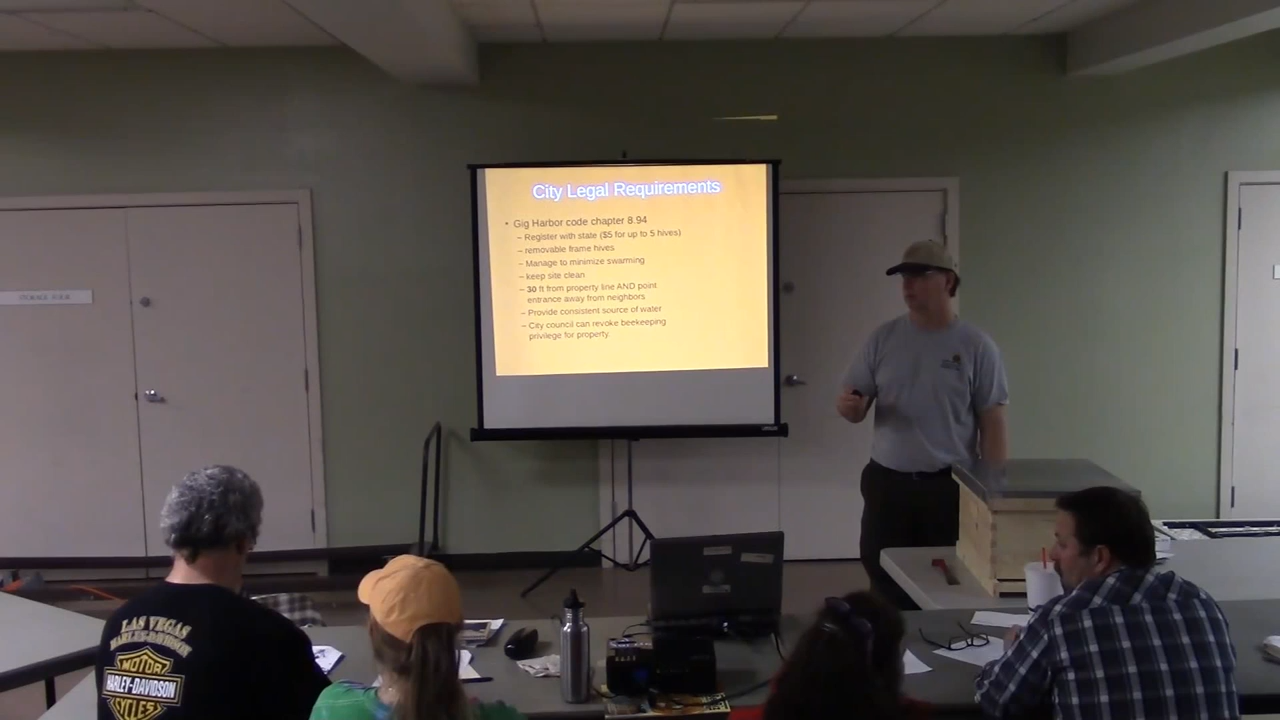 City Legal Requirements
• Gig Harbor code chapter 8.94
– Register with state ($5 for up to 5 hives)
– removable frame hives
– Manage to minimize swarming
– keep site clean
– 30 ft from property line AND point
entrance away from neighbors
– Provide consistent source of water
– City council can revoke beekeeping
privilege for property
LAS VEGAS
HARLEY-DAVIDSON
MOTOR
HARLEY-DAVIDSON
CYCLES